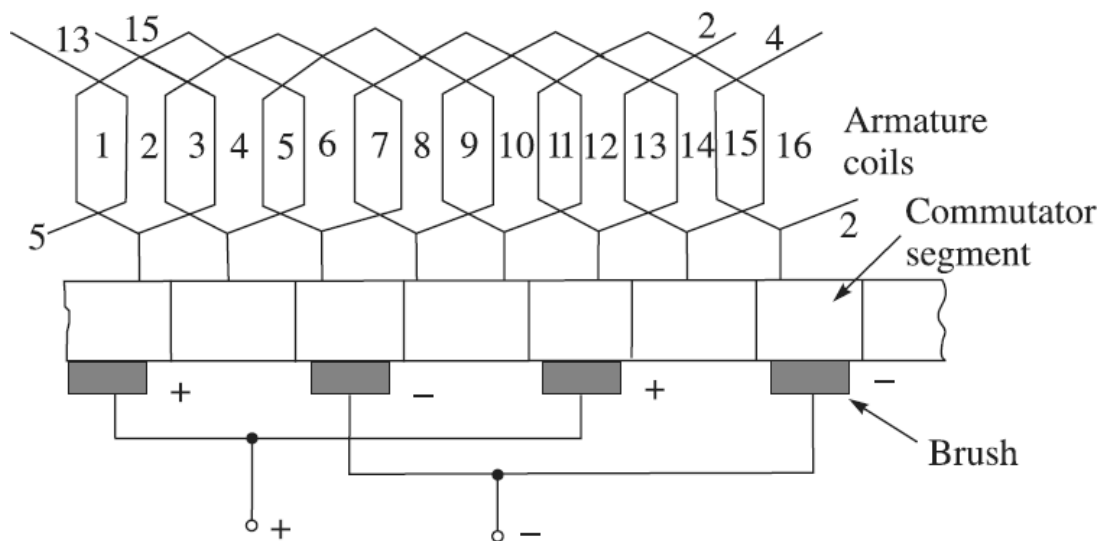 13 15 2 4
1 2 3 4 5 6 7 8 9 10 11 12 13 14 15 16
Armature
coils
5
2
Commutator
segment
+ − + −
Brush
+ −